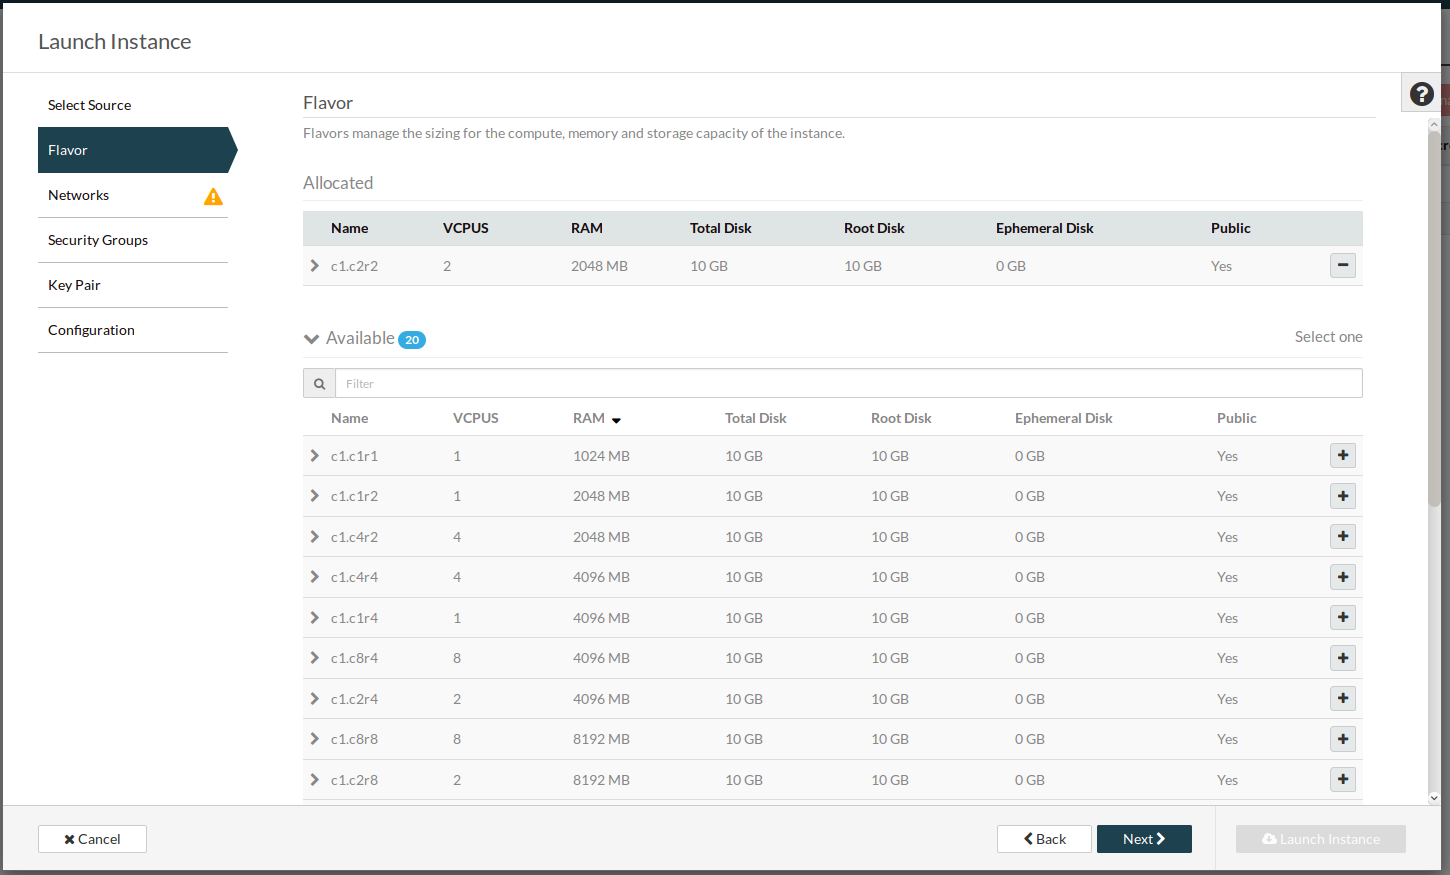 Launch Instance
Select Source
Flavor
Networks
Security Groups
Key Pair
Configuration
Flavor
Flavors manage the sizing for the compute, memory and storage capacity of the instance.
Allocated
Name VCPUS RAM Total Disk Root Disk Ephemeral Disk Public
c1.c2r2 2 2048 MB 10 GB 10 GB 0 GB Yes
Available 20 Select one
Filter
Name VCPUS RAM Total Disk Root Disk Ephemeral Disk Public
c1.c1r1 1 1024 MB 10 GB 10 GB 0 GB Yes
c1.c1r2 1 2048 MB 10 GB 10 GB 0 GB Yes
c1.c4r2 4 2048 MB 10 GB 10 GB 0 GB Yes
c1.c4r4 4 4096 MB 10 GB 10 GB 0 GB Yes
c1.c1r4 1 4096 MB 10 GB 10 GB 0 GB Yes
c1.c8r4 8 4096 MB 10 GB 10 GB 0 GB Yes
c1.c2r4 2 4096 MB 10 GB 10 GB 0 GB Yes
c1.c8r8 8 8192 MB 10 GB 10 GB 0 GB Yes
c1.c2r8 2 8192 MB 10 GB 10 GB 0 GB Yes
Cancel Back Next Launch Instance